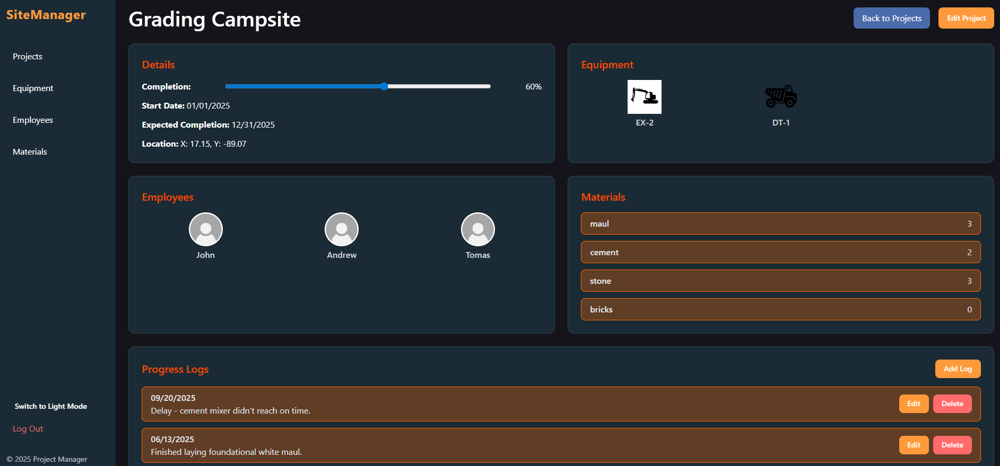 SiteManager
Projects
Equipment
Employees
Materials
Switch to Light Mode
Log Out
© 2025 Project Manager
Grading Campsite
Back to Projects
Edit Project
Details
Completion: 60%
Start Date: 01/01/2025
Expected Completion: 12/31/2025
Location: X: 17.15, Y: -89.07
Equipment
EX-2
DT-1
Employees
John
Andrew
Tomas
Materials
maul 3
cement 2
stone 3
bricks 0
Progress Logs
Add Log
09/20/2025
Delay - cement mixer didn't reach on time.
Edit Delete
06/13/2025
Finished laying foundational white maul.
Edit Delete